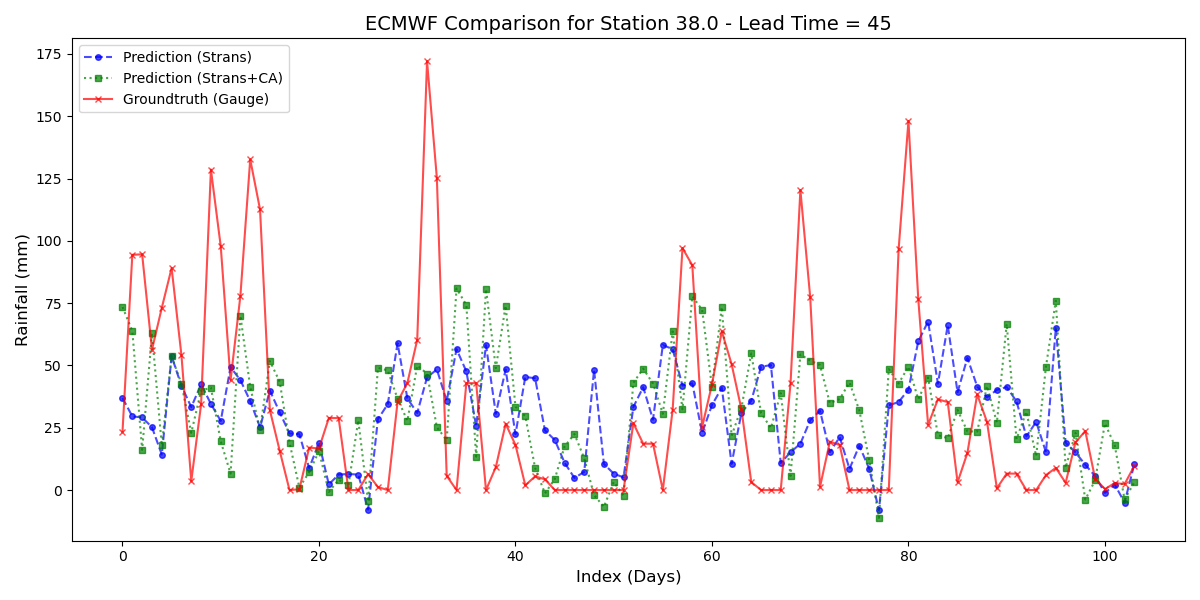 ECMWF Comparison for Station 38.0 - Lead Time = 45
Prediction (Strans)
Prediction (Strans+CA)
Groundtruth (Gauge)
Rainfall (mm)
175
150
125
100
75
50
25
0
0
20
40
60
80
100
Index (Days)